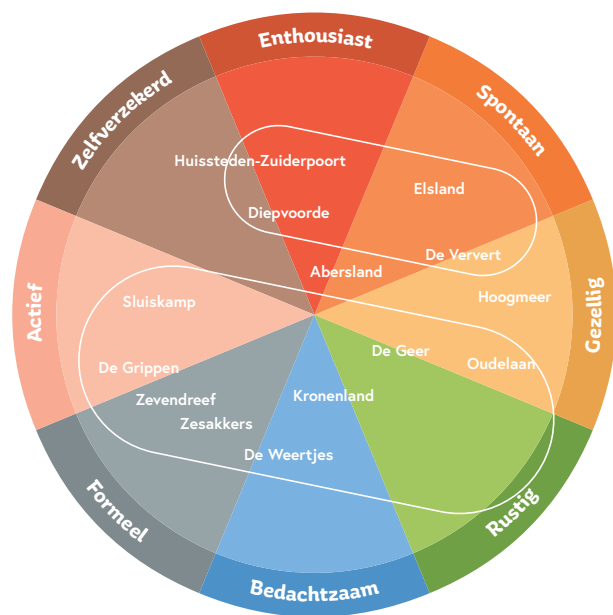 Enthousiast
Zelfverzekerd
Spontaan
Huissteden-Zuiderpoort
Elsland
Diepvoorde
De Ververt
Abersland
Hoogmeer
Sluiskamp
Actief
Gezellig
De Geer
Oudelaan
De Grippen
Zevendreef
Kronenland
Zesakkers
De Weertjes
Formeel
Rustig
Bedachtzaam